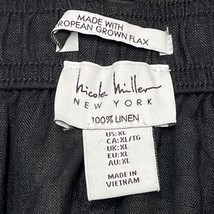 MADE WITH
ROPEAN GROWN FLAX
nicole miller
NEW YORK
100% LINEN
US:XL
CA:XL/TG
UK:XL
EU:XL
AU:XL
MADE IN
VIETNAM